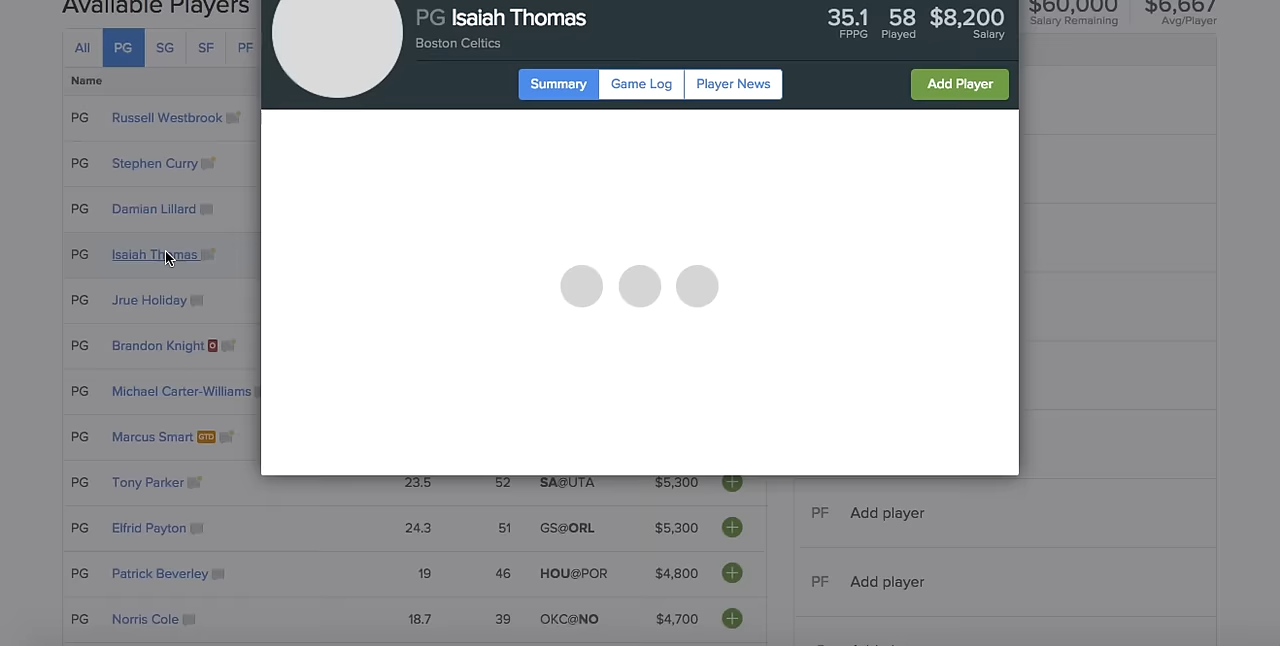 Available Players
$60,000
Salary Remaining
$6,667
Avg/Player
All PG SG SF PF
Name
PG Isaiah Thomas
Boston Celtics
35.1
FPPG
58
Played
$8,200
Salary
Summary Game Log Player News
Add Player
PG Russell Westbrook
PG Stephen Curry
PG Damian Lillard
PG Isaiah Thomas
PG Jrue Holiday
PG Brandon Knight O
PG Michael Carter-Williams
PG Marcus Smart GTD
PG Tony Parker 23.5 52 SA@UTA $5,300
PG Elfrid Payton 24.3 51 GS@ORL $5,300
PG Patrick Beverley 19 46 HOU@POR $4,800
PG Norris Cole 18.7 39 OKC@NO $4,700
PF Add player
PF Add player